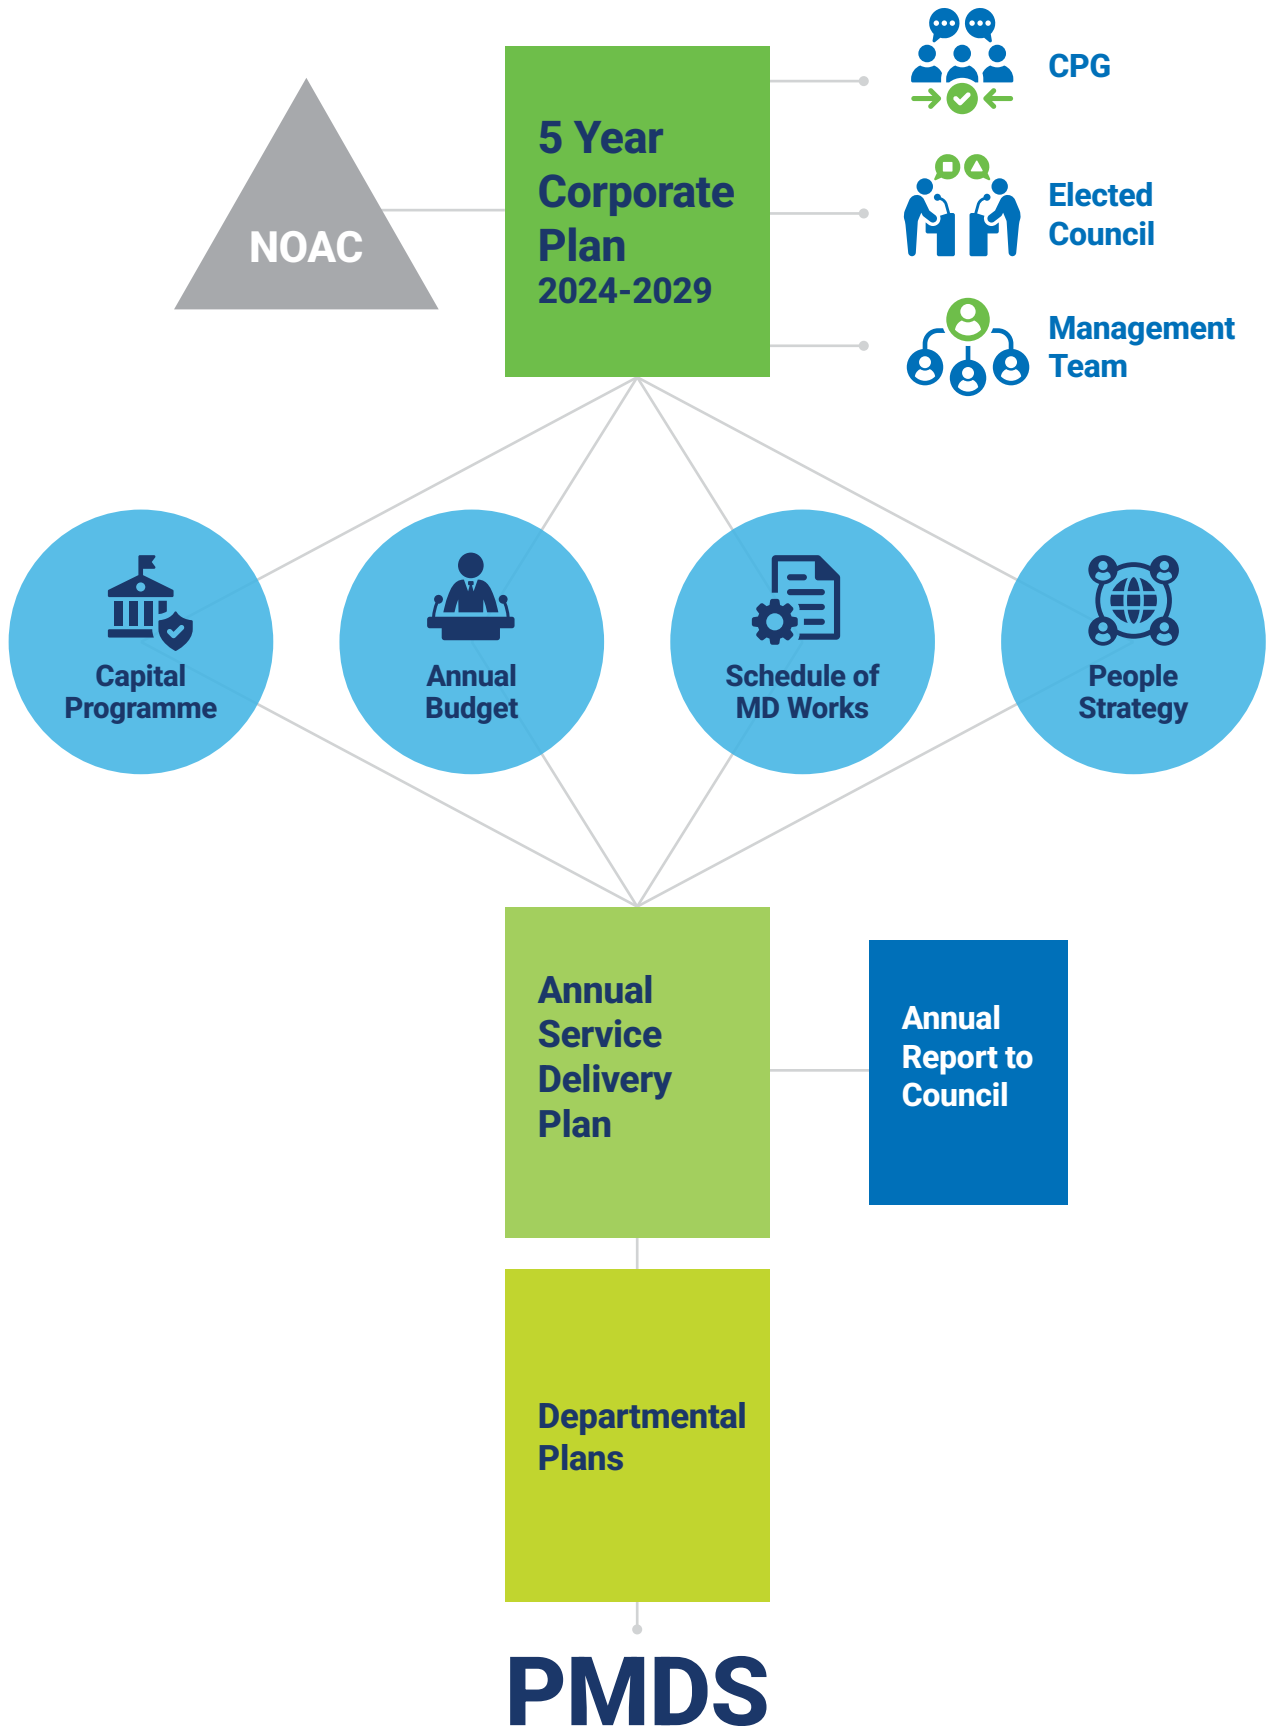 NOAC
5 Year
Corporate
Plan
2024-2029
CPG
Elected
Council
Management
Team
Capital
Programme
Annual
Budget
Schedule of
MD Works
People
Strategy
Annual
Service
Delivery
Plan
Annual
Report to
Council
Departmental
Plans
PMDS